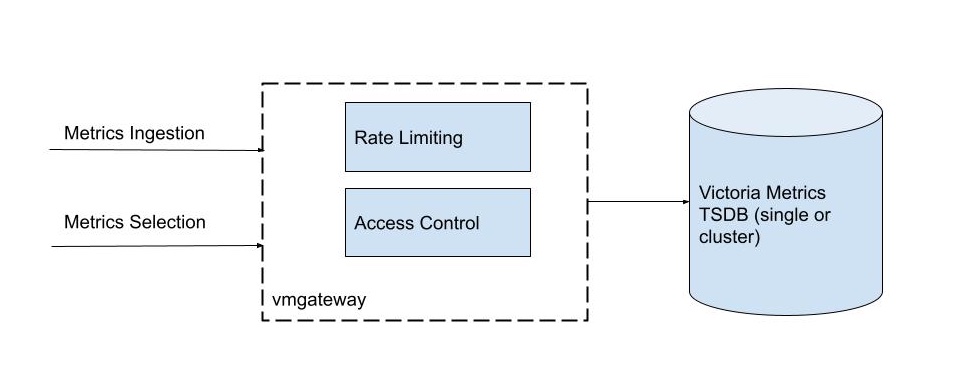 Metrics Ingestion
Rate Limiting
Metrics Selection
Access Control
Victoria Metrics
TSDB (single or
cluster)
vmgateway